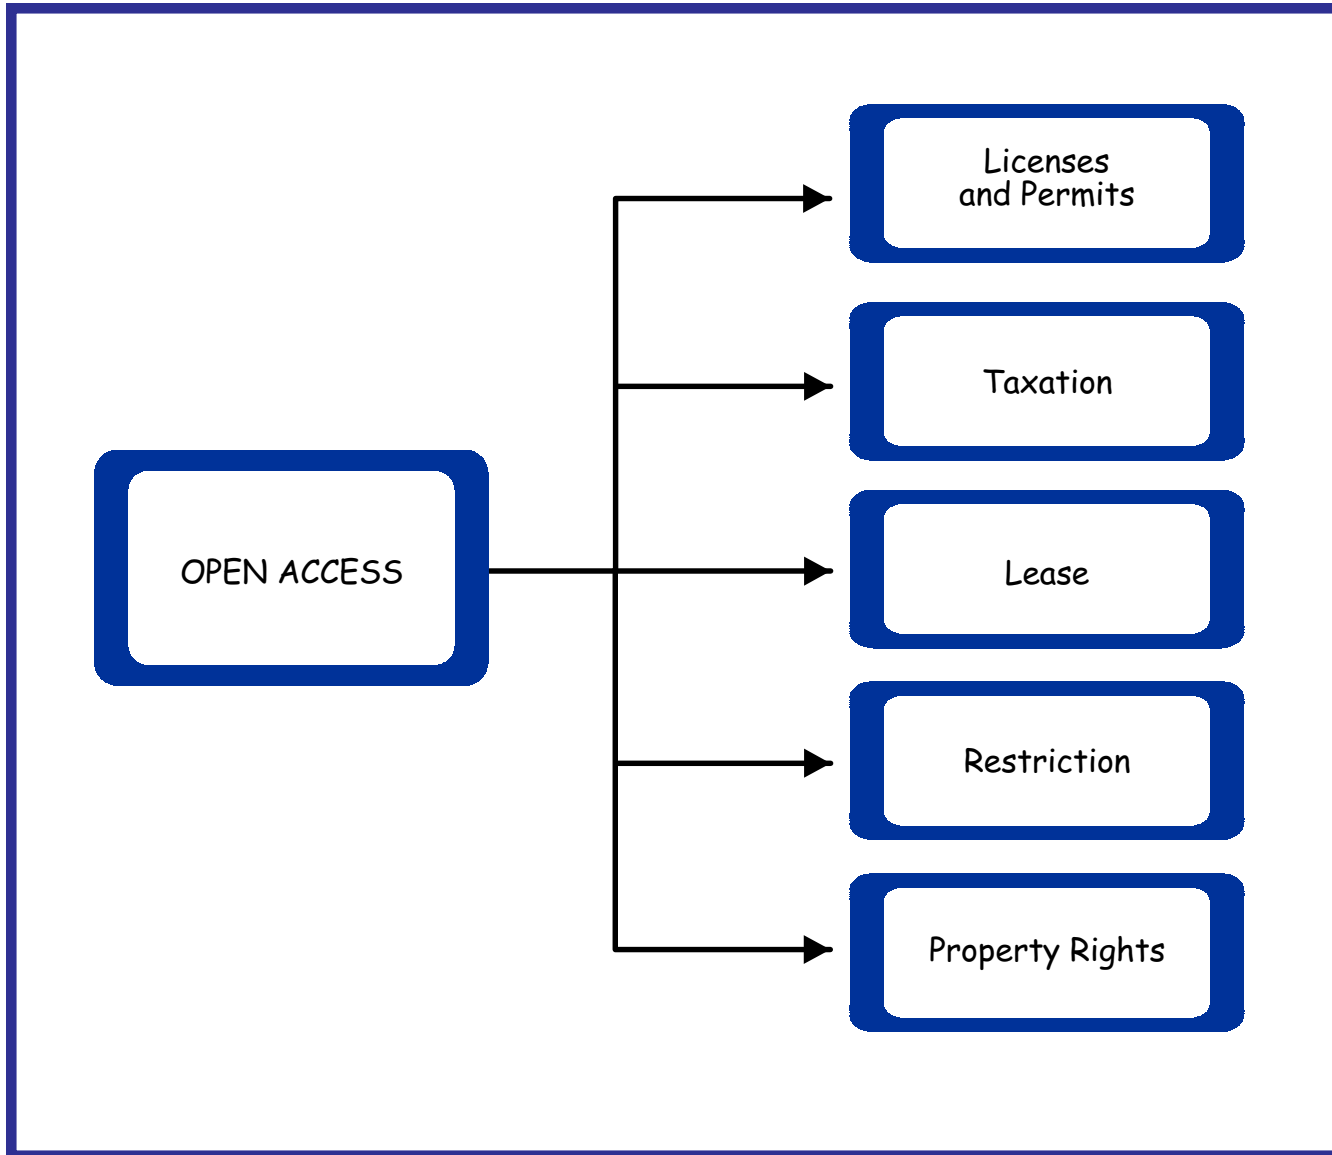 Licenses
and Permits
Taxation
OPEN ACCESS
Lease
Restriction
Property Rights